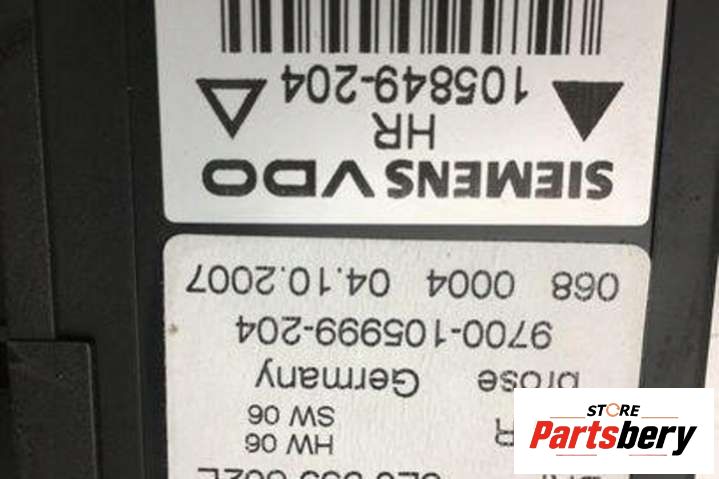 HW 06
SW 06
brose Germany
9700-105999-204
068 0004 04.10.2007
SIEMENS VDO
HR
105849-204
STORE
Partsbery